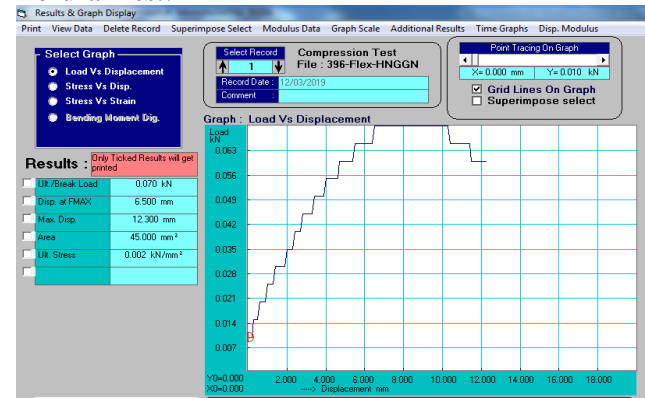 Results & Graph Display
Print View Data Delete Record Superimpose Select Modulus Data Graph Scale Additional Results Time Graphs Disp. Modulus
Select Graph
Load Vs Displacement
Stress Vs Disp.
Stress Vs Strain
Bending Moment Dig.
Select Record
1
Compression Test
File : 396-Flex-HNGGN
Record Date : 12/03/2019
Comment :
Point Tracing On Graph
X= 0.000 mm Y= 0.010 kN
Grid Lines On Graph
Superimpose select
Results :
Only Ticked Results will get
printed
Ult./Break Load 0.070 kN
Disp. at FMAX 6.500 mm
Max. Disp. 12.300 mm
Area 45.000 mm²
Ult. Stress 0.002 kN/mm²
Graph : Load Vs Displacement
Load
kN
0.063
0.056
0.049
0.042
0.035
0.028
0.021
0.014
0.007
Y0=0.000
X0=0.000
2.000 4.000 6.000 8.000 10.000 12.000 14.000 16.000 18.000
----> Displacement mm